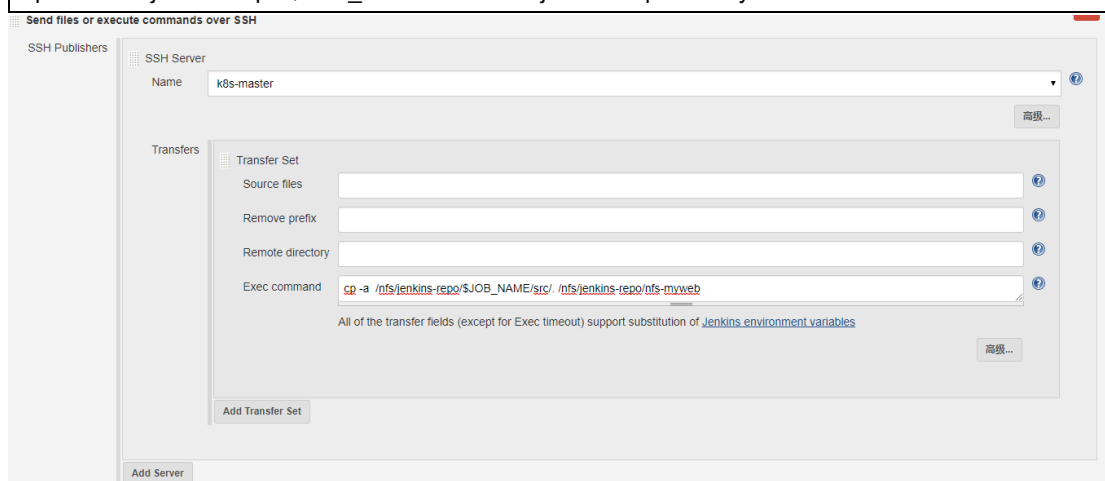 Send files or execute commands over SSH
SSH Publishers
SSH Server
Name
k8s-master
高级...
Transfers
Transfer Set
Source files
Remove prefix
Remote directory
Exec command
cp -a /nfs/jenkins-repo/$JOB_NAME/src/. /nfs/jenkins-repo/nfs-myweb
All of the transfer fields (except for Exec timeout) support substitution of Jenkins environment variables
高级...
Add Transfer Set
Add Server